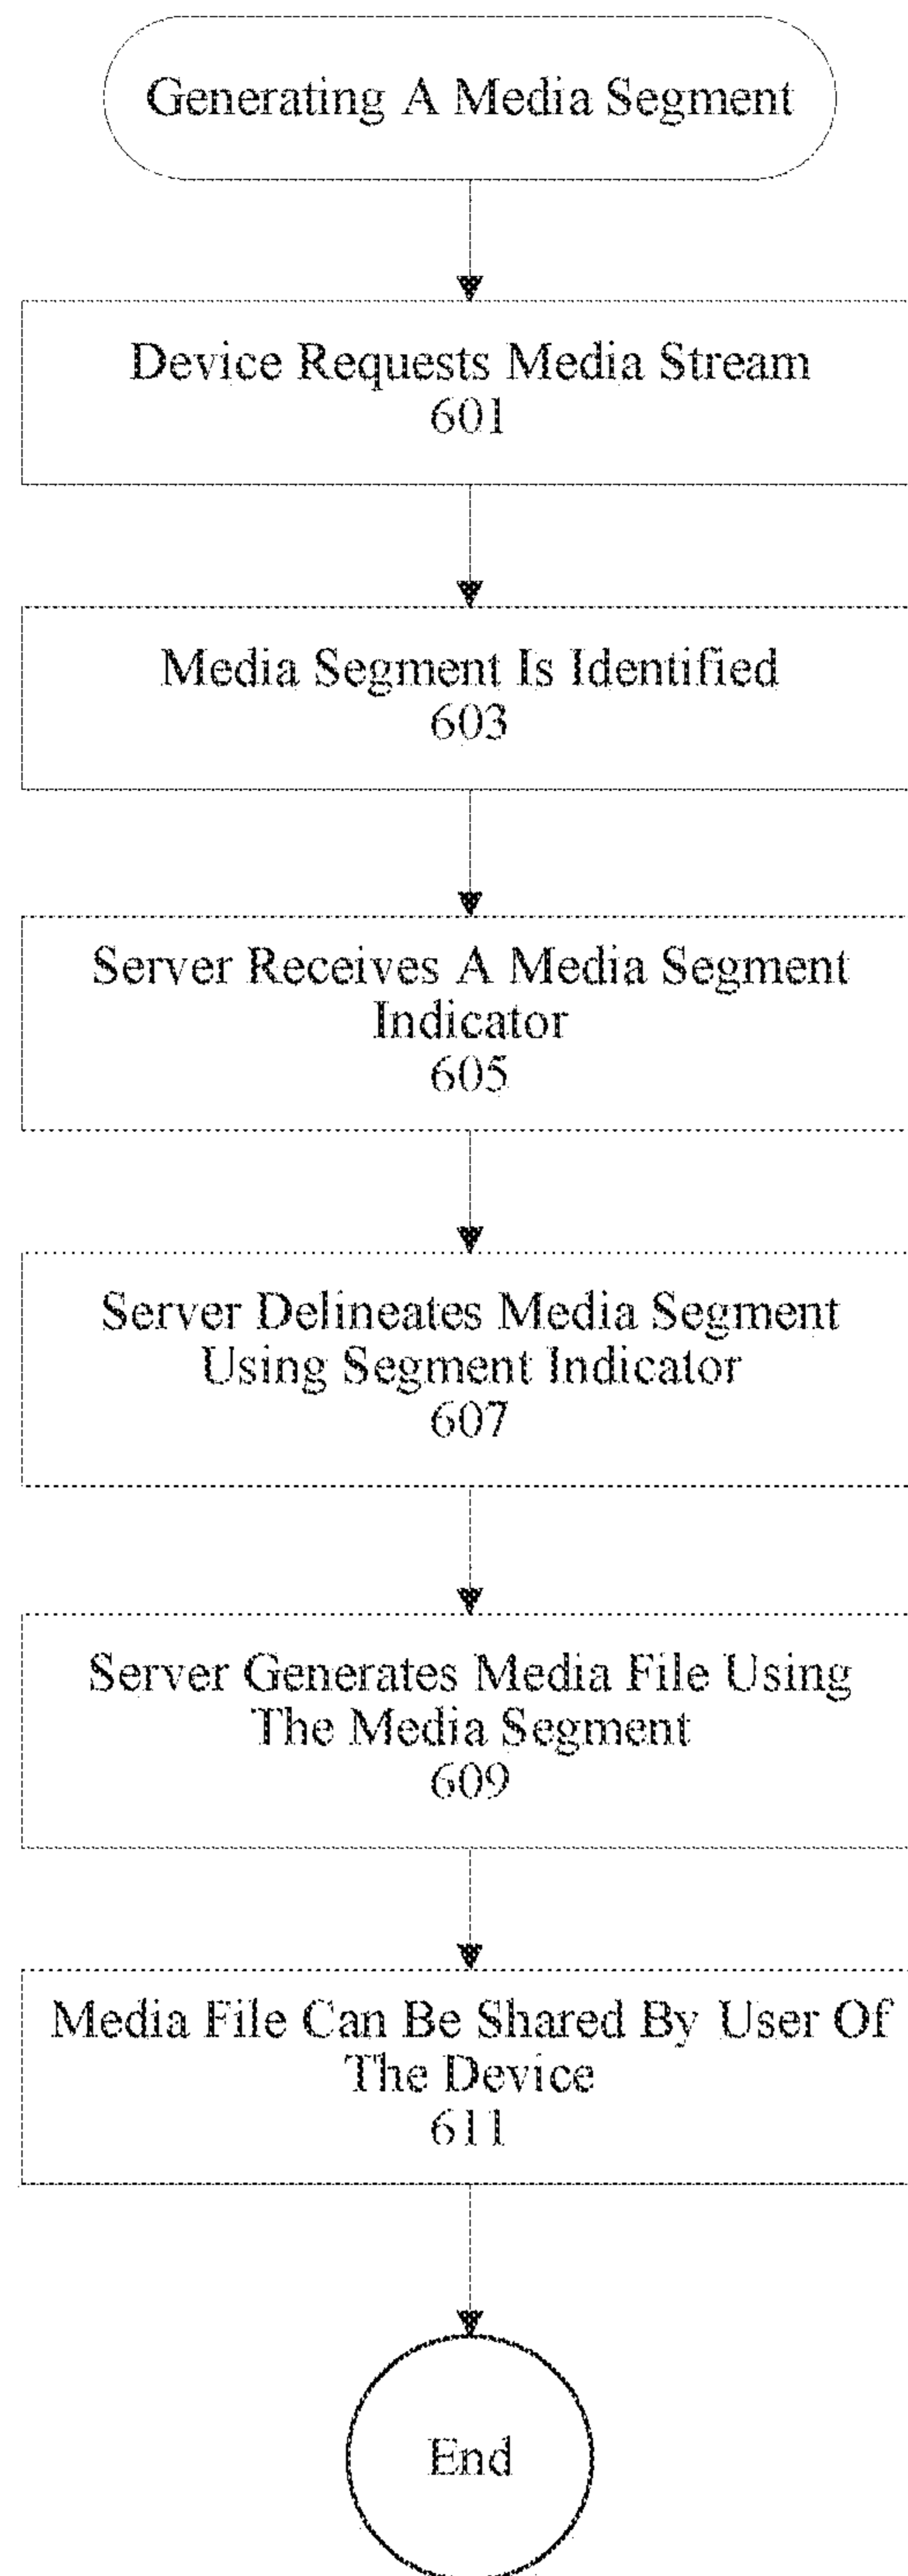 Generating A Media Segment
Device Requests Media Stream
601
Media Segment Is Identified
603
Server Receives A Media Segment
Indicator
605
Server Delineates Media Segment
Using Segment Indicator
607
Server Generates Media File Using
The Media Segment
609
Media File Can Be Shared By User Of
The Device
611
End